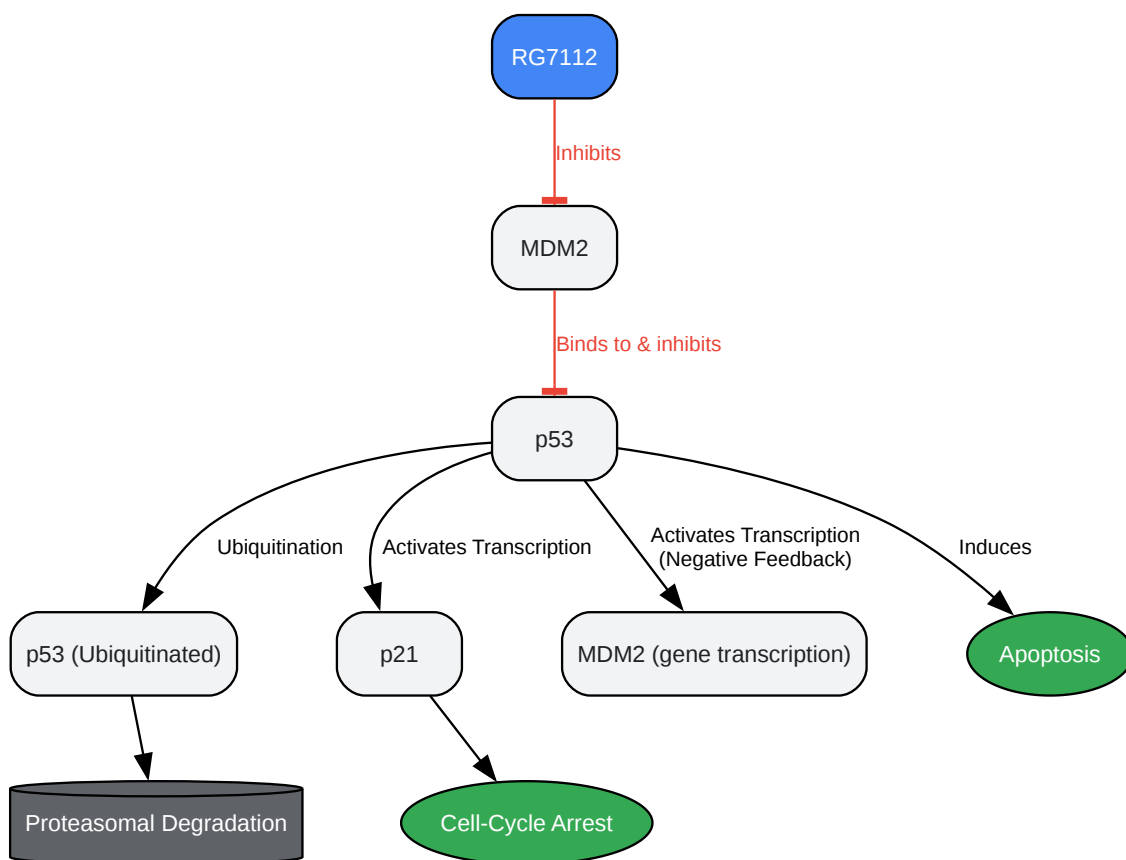 RG7112
Inhibits
MDM2
Binds to & inhibits
p53
Ubiquitination
Activates Transcription
Activates Transcription
(Negative Feedback)
Induces
p53 (Ubiquitinated)
p21
MDM2 (gene transcription)
Apoptosis
Proteasomal Degradation
Cell-Cycle Arrest